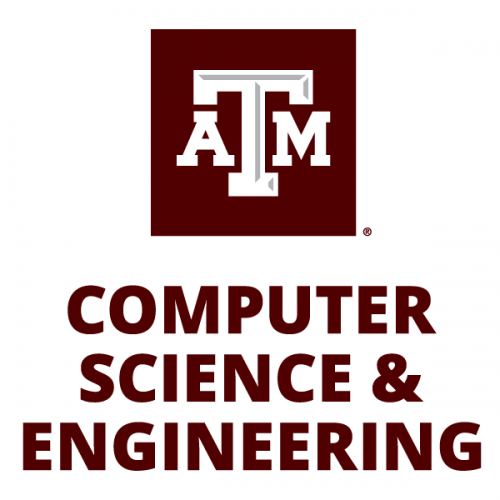 ATM
®
COMPUTER
SCIENCE &
ENGINEERING